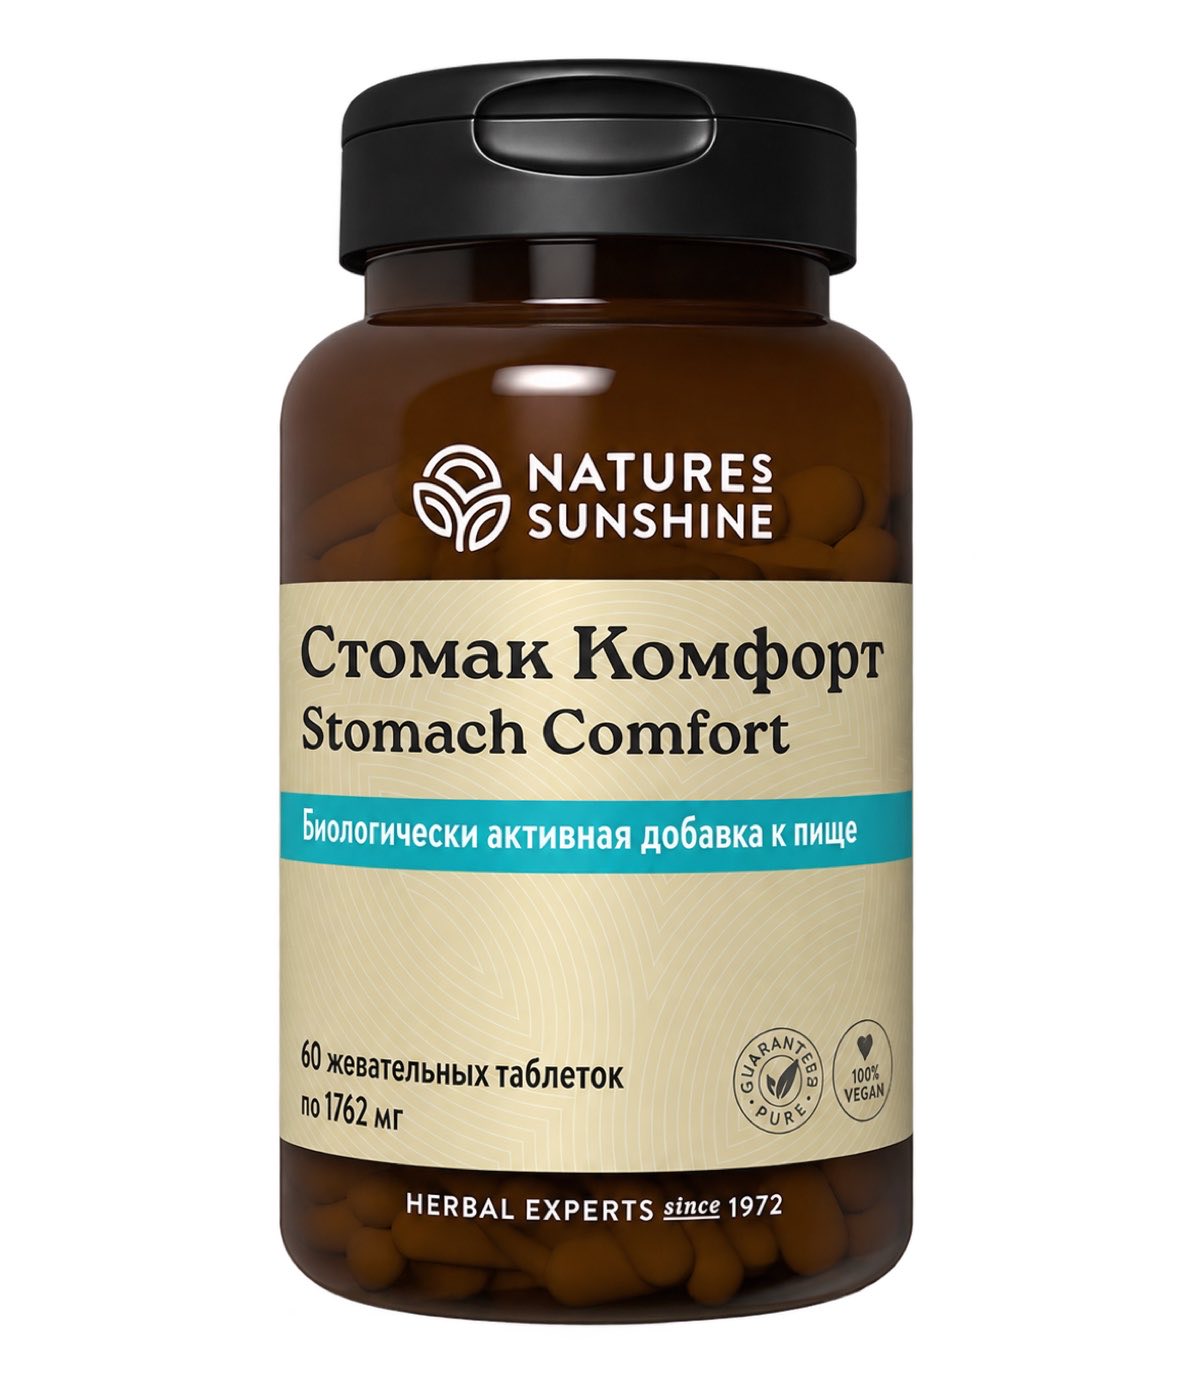 NATURES
SUNSHINE
Стомак Комфорт
Stomach Comfort
Биологически активная добавка к пище
60 жевательных таблеток
по 1762 мг
GUARANTEED
PURE
100%
VEGAN
HERBAL EXPERTS since 1972